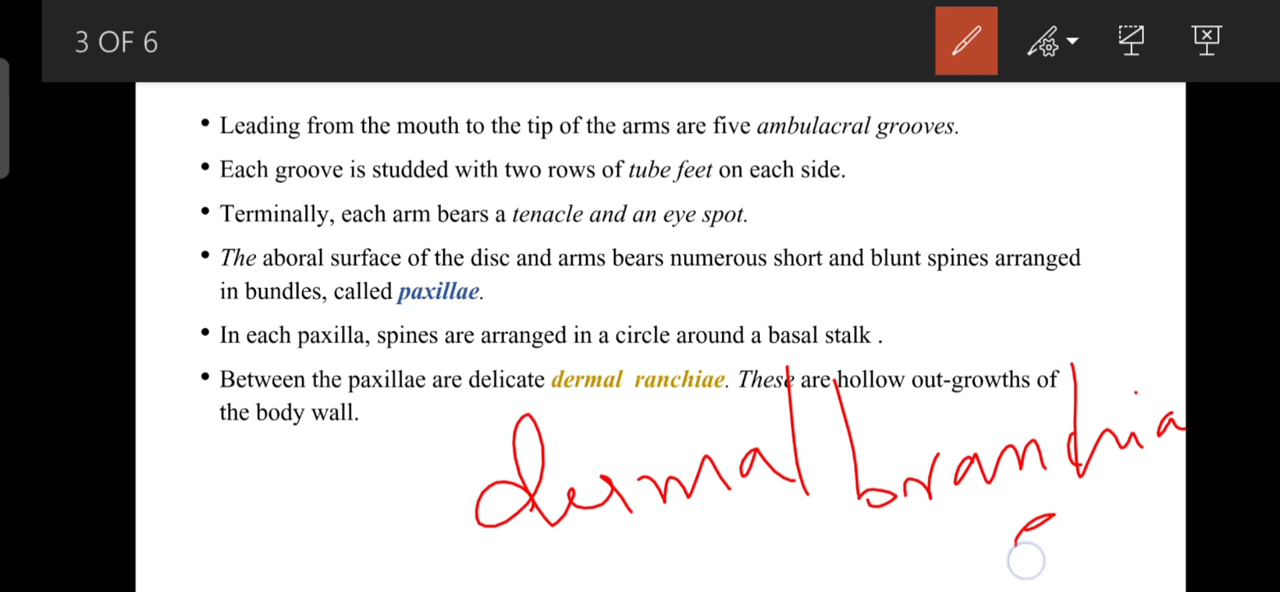 3 OF 6
• Leading from the mouth to the tip of the arms are five ambulacral grooves.
• Each groove is studded with two rows of tube feet on each side.
• Terminally, each arm bears a tenacle and an eye spot.
• The aboral surface of the disc and arms bears numerous short and blunt spines arranged
in bundles, called paxillae.
• In each paxilla, spines are arranged in a circle around a basal stalk .
• Between the paxillae are delicate dermal ranchiae. These are hollow out-growths of
the body wall.
dermal branchia